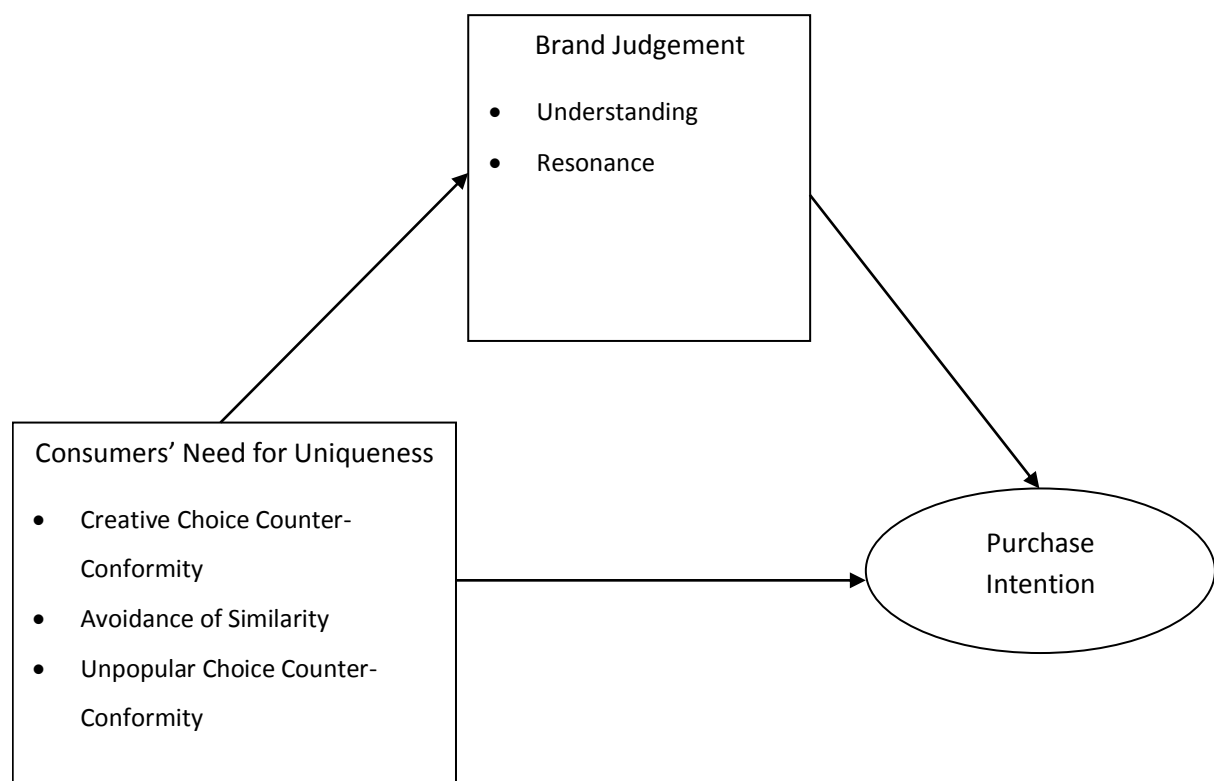 Brand Judgement
• Understanding
• Resonance
Consumers’ Need for Uniqueness
• Creative Choice Counter-
Conformity
• Avoidance of Similarity
• Unpopular Choice Counter-
Conformity
Purchase
Intention